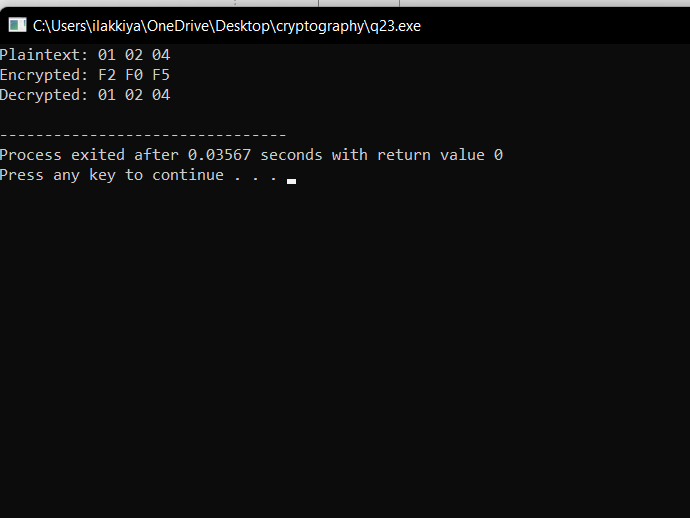 C:\Users\ilakkiya\OneDrive\Desktop\cryptography\q23.exe
Plaintext: 01 02 04
Encrypted: F2 F0 F5
Decrypted: 01 02 04
--------------------------------
Process exited after 0.03567 seconds with return value 0
Press any key to continue . . .